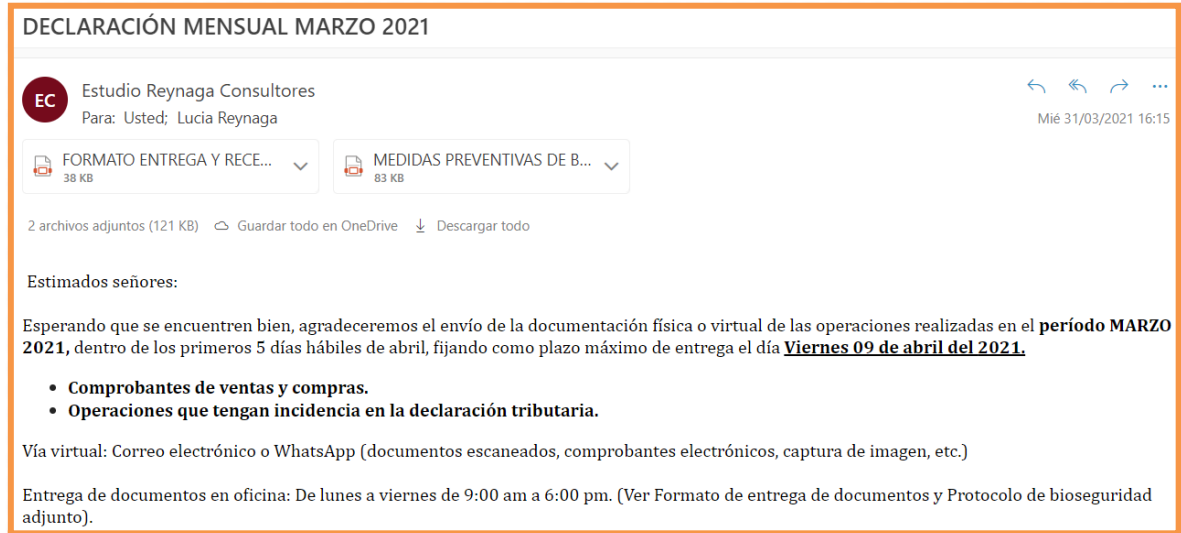 DECLARACIÓN MENSUAL MARZO 2021
EC
Estudio Reynaga Consultores
Para: Usted; Lucia Reynaga
Mié 31/03/2021 16:15
FORMATO ENTREGA Y RECE...
38 KB
MEDIDAS PREVENTIVAS DE B...
83 KB
2 archivos adjuntos (121 KB) Guardar todo en OneDrive Descargar todo
Estimados señores:
Esperando que se encuentren bien, agradeceremos el envío de la documentación física o virtual de las operaciones realizadas en el período MARZO
2021, dentro de los primeros 5 días hábiles de abril, fijando como plazo máximo de entrega el día Viernes 09 de abril del 2021.
• Comprobantes de ventas y compras.
• Operaciones que tengan incidencia en la declaración tributaria.
Vía virtual: Correo electrónico o WhatsApp (documentos escaneados, comprobantes electrónicos, captura de imagen, etc.)
Entrega de documentos en oficina: De lunes a viernes de 9:00 am a 6:00 pm. (Ver Formato de entrega de documentos y Protocolo de bioseguridad
adjunto).